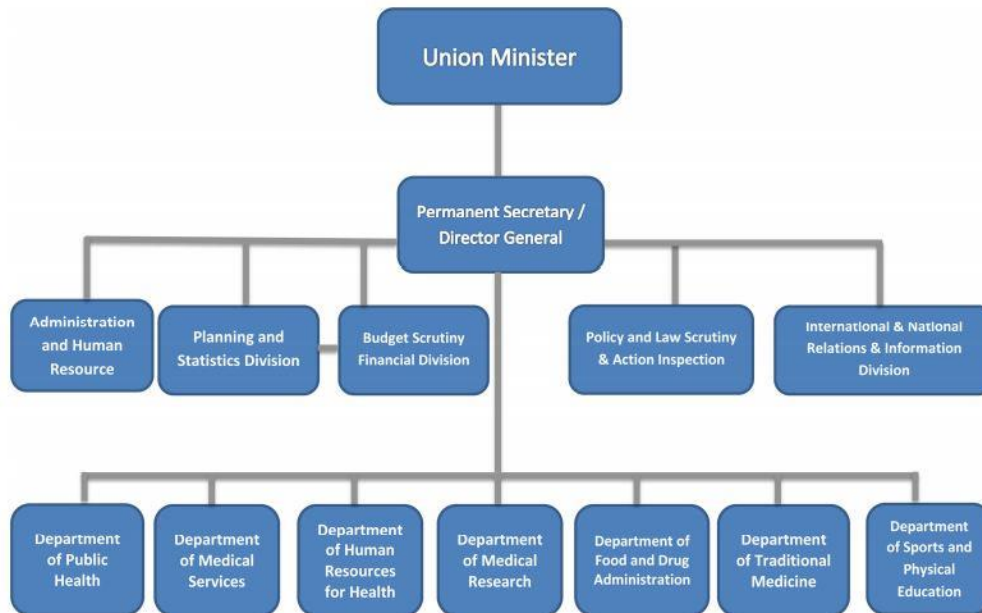 Union Minister
Permanent Secretary /
Director General
Administration
and Human
Resource
Planning and
Statistics Division
Budget Scrutiny
Financial Division
Policy and Law Scrutiny
& Action Inspection
International & National
Relations & Information
Division
Department
of Public
Health
Department
of Medical
Services
Department
of Human
Resources
for Health
Department
of Medical
Research
Department of
Food and Drug
Administration
Department
of Traditional
Medicine
Department
of Sports and
Physical
Education